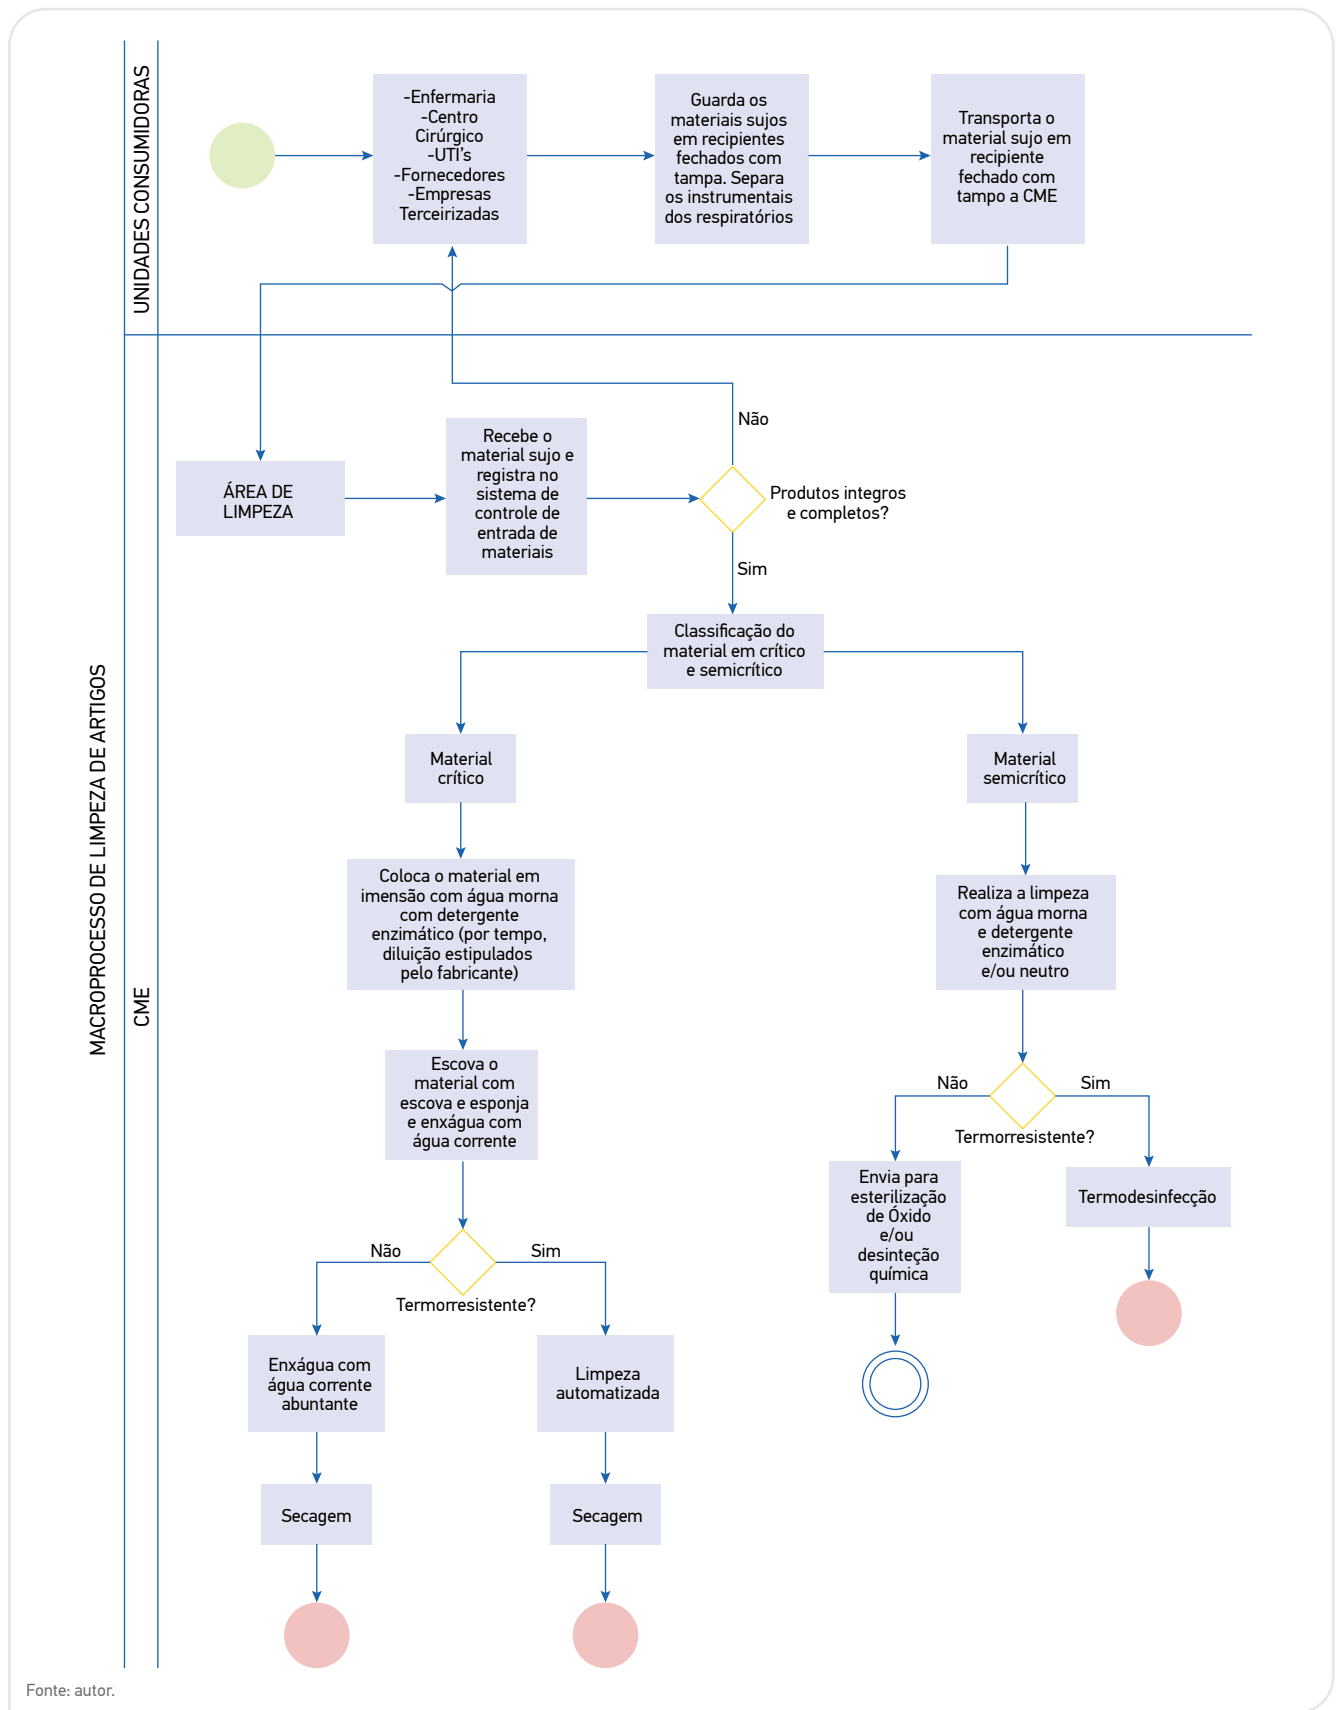 MACROPROCESSO DE LIMPEZA DE ARTIGOS
UNIDADES CONSUMIDORAS
-Enfermaria
-Centro
Cirúrgico
-UTI's
-Fornecedores
-Empresas
Terceirizadas
Guarda os
materiais sujos
em recipientes
fechados com
tampa. Separa
os instrumentais
dos respiratórios
Transporta o
material sujo em
recipiente
fechado com
tampo a CME
CME
ÁREA DE
LIMPEZA
Recebe o
material sujo e
registra no
sistema de
controle de
entrada de
materiais
Não
Produtos integros
e completos?
Sim
Classificação do
material em crítico
e semicrítico
Material
crítico
Coloca o material em
imensão com água morna
com detergente
enzimático (por tempo,
diluição estipulados
pelo fabricante)
Escova o
material com
escova e esponja
e enxágua com
água corrente
Não
Sim
Termorresistente?
Enxágua com
água corrente
abuntante
Secagem
Limpeza
automatizada
Secagem
Material
semicrítico
Realiza a limpeza
com água morna
e detergente
enzimático
e/ou neutro
Não
Sim
Termorresistente?
Envia para
esterilização
de Óxido
e/ou
desinteção
química
Termodesinfecção
Fonte: autor.